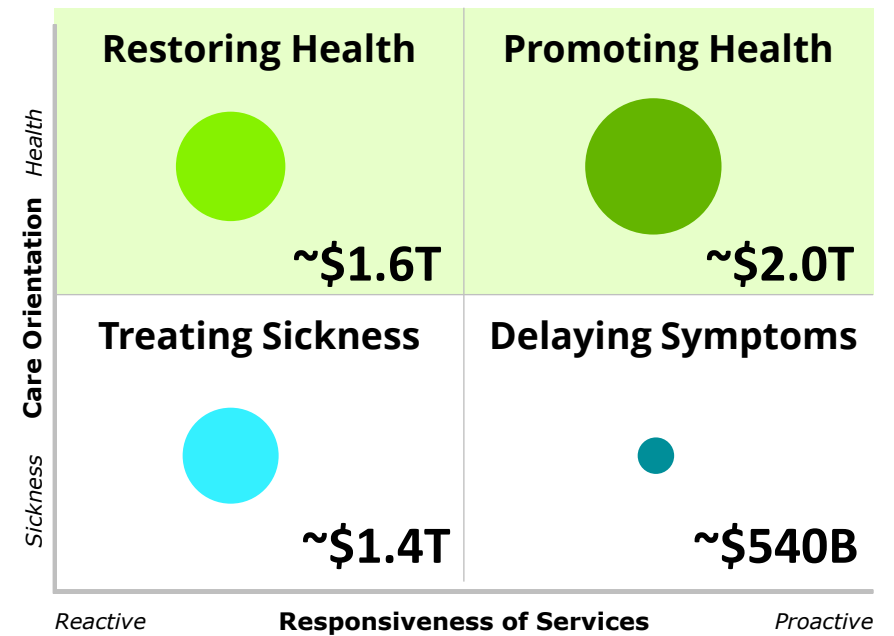 Restoring Health
Promoting Health
~$1.6T
~$2.0T
Treating Sickness
Delaying Symptoms
~$1.4T
~$540B
Health
Care Orientation
Sickness
Reactive
Responsiveness of Services
Proactive